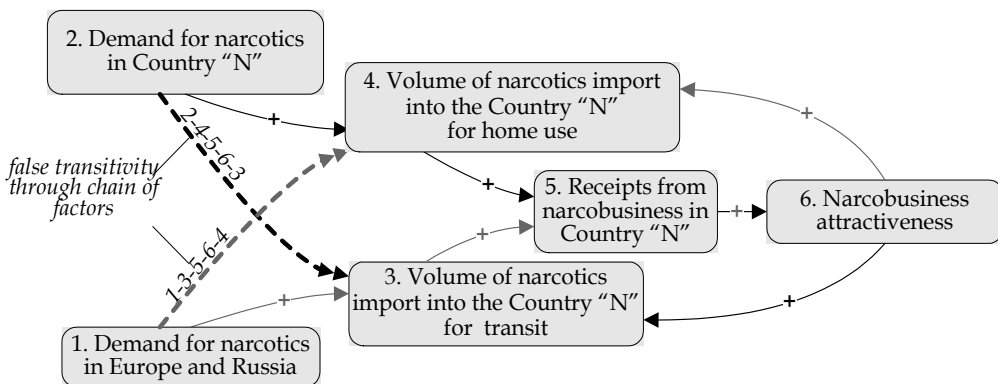 2. Demand for narcotics
in Country “N”
4. Volume of narcotics import
into the Country “N”
for home use
+
+
2-4-5-6-3
false transitivity
through chain of
factors
+
5. Receipts from
narcobusiness in
Country “N”
+
6. Narcobusiness
attractiveness
+
1-3-5-6-4
3. Volume of narcotics
import into the Country “N”
for transit
+
+
1. Demand for narcotics
in Europe and Russia